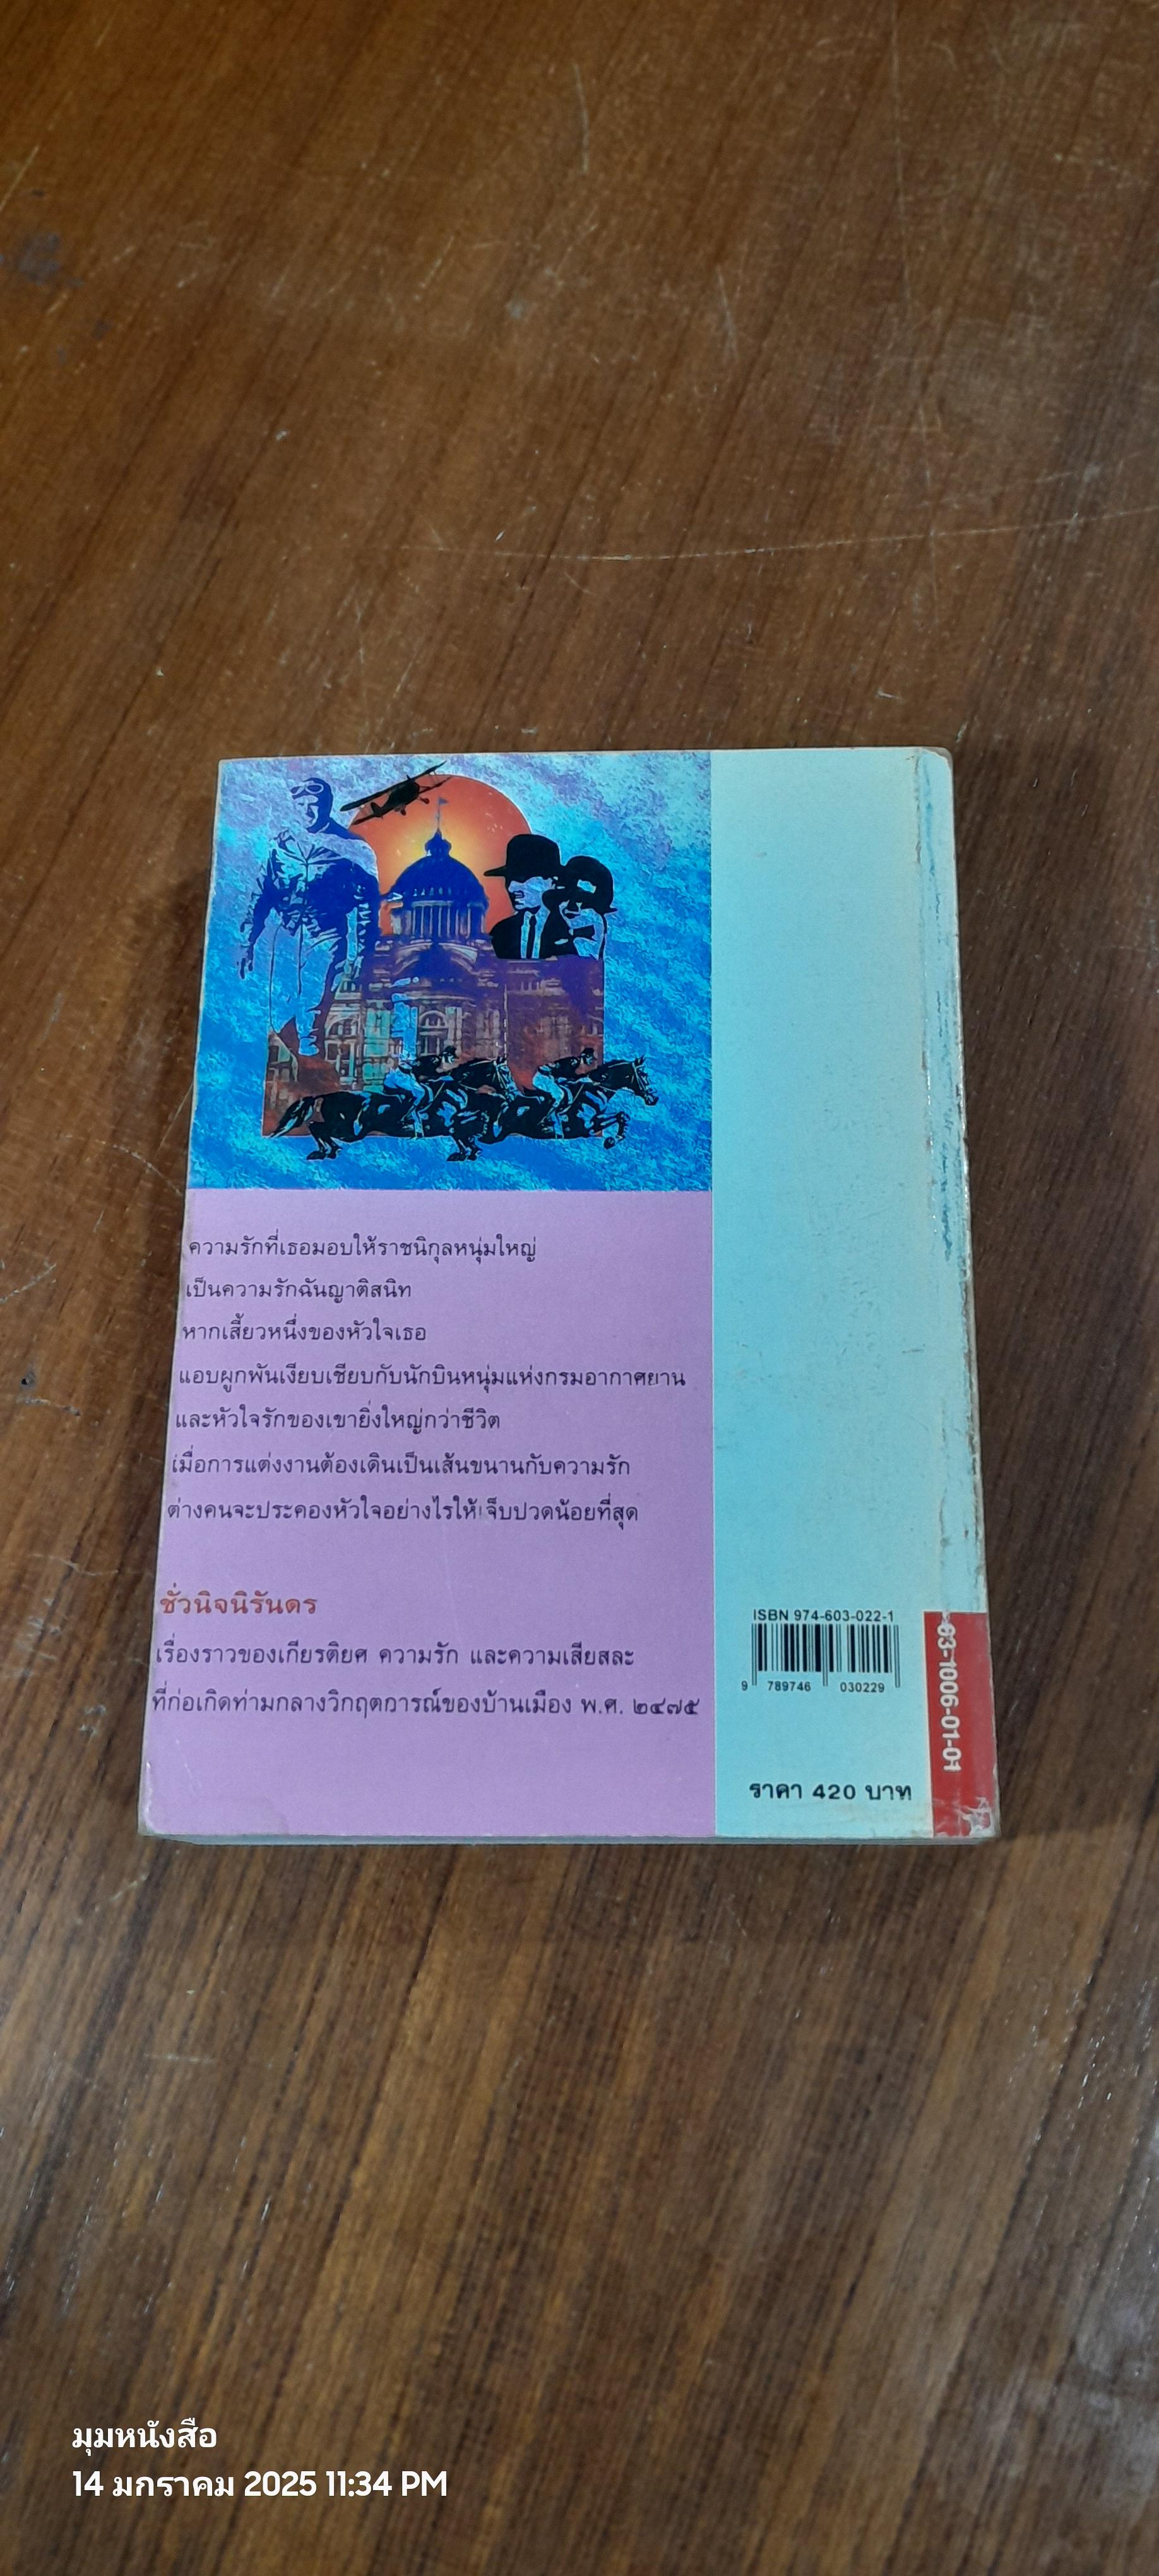 ความรักที่เธอมอบให้ราชนิกุลหนุ่มใหญ่
เป็นความรักฉันญาติสนิท
หากเสี้ยวหนึ่งของหัวใจเธอ
แอบผูกพันเงียบเชียบกับนักบินหนุ่มแห่งกรมอากาศยาน
และหัวใจรักของเขายิ่งใหญ่กว่าชีวิต
เมื่อการแต่งงานต้องเดินเป็นเส้นขนานกับความรัก
ต่างคนจะประคองหัวใจอย่างไรให้เจ็บปวดน้อยที่สุด
ชั่วนิจนิรันดร
เรื่องราวของเกียรติยศ ความรัก และความเสียสละ
ที่ก่อเกิดท่ามกลางวิกฤตการณ์ของบ้านเมือง พ.ศ. ๒๔๗๕
ISBN 974-603-022-1
9 789746 030229
ราคา 420 บาท
63-1006-01-01
มุมหนังสือ
14 มกราคม 2025 11:34 PM